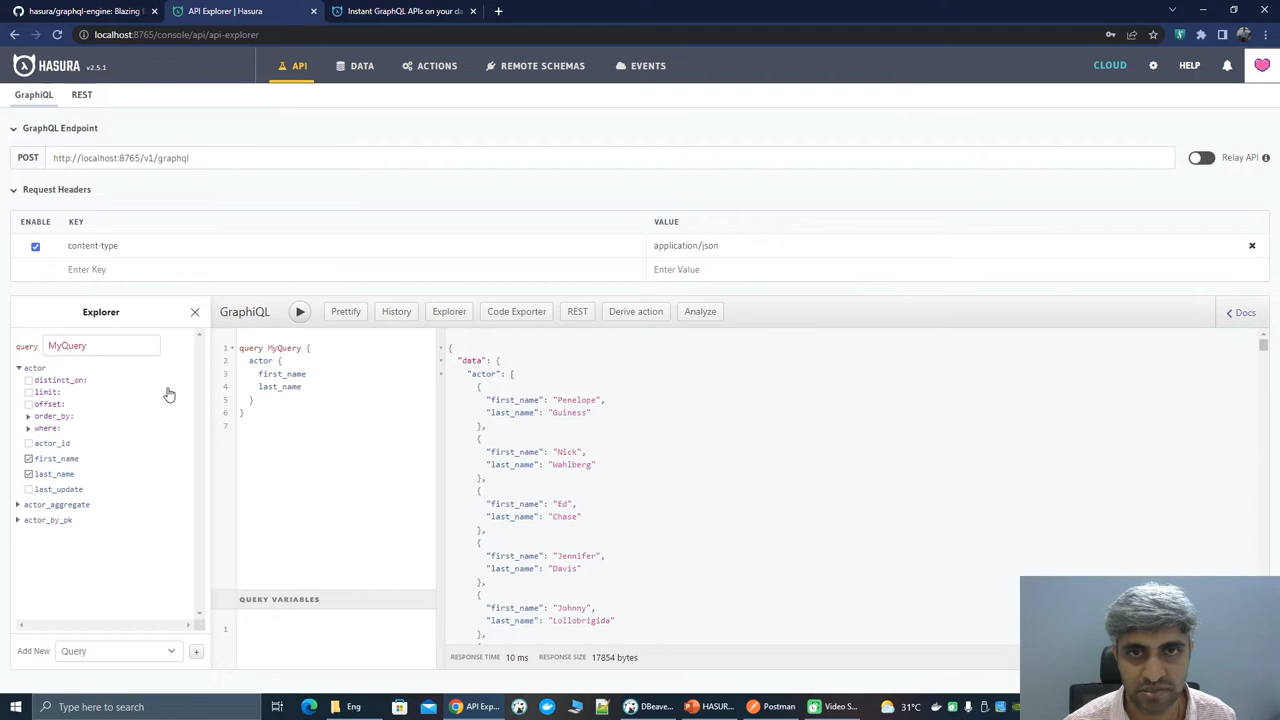 hasura/graphql-engine: Blazing
API Explorer | Hasura
Instant GraphQL APIs on your da
localhost:8765/console/api/api-explorer
HASURA v2.5.1
API
DATA
ACTIONS
REMOTE SCHEMAS
EVENTS
CLOUD
HELP
GraphiQL
REST
GraphQL Endpoint
POST
http://localhost:8765/v1/graphql
Relay API
Request Headers
ENABLE
KEY
VALUE
content-type
application/json
Enter Key
Enter Value
Explorer
GraphiQL
Prettify
History
Explorer
Code Exporter
REST
Derive action
Analyze
Docs
query MyQuery
actor
distinct_on:
limit:
offset:
order_by:
where:
actor_id
first_name
last_name
last_update
actor_aggregate
actor_by_pk
Add New
Query
+
1 query MyQuery {
2 actor {
3 first_name
4 last_name
5 }
6 }
7
QUERY VARIABLES
1
{
"data": {
"actor": [
{
"first_name": "Penelope",
"last_name": "Guiness"
},
{
"first_name": "Nick",
"last_name": "Wahlberg"
},
{
"first_name": "Ed",
"last_name": "Chase"
},
{
"first_name": "Jennifer",
"last_name": "Davis"
},
{
"first_name": "Johnny",
"last_name": "Lollobrigida"
},
RESPONSE TIME 10 ms
RESPONSE SIZE 17854 bytes
Type here to search
Eng
API Exp...
DBeave...
HASUR...
Postman
Video S...
31°C